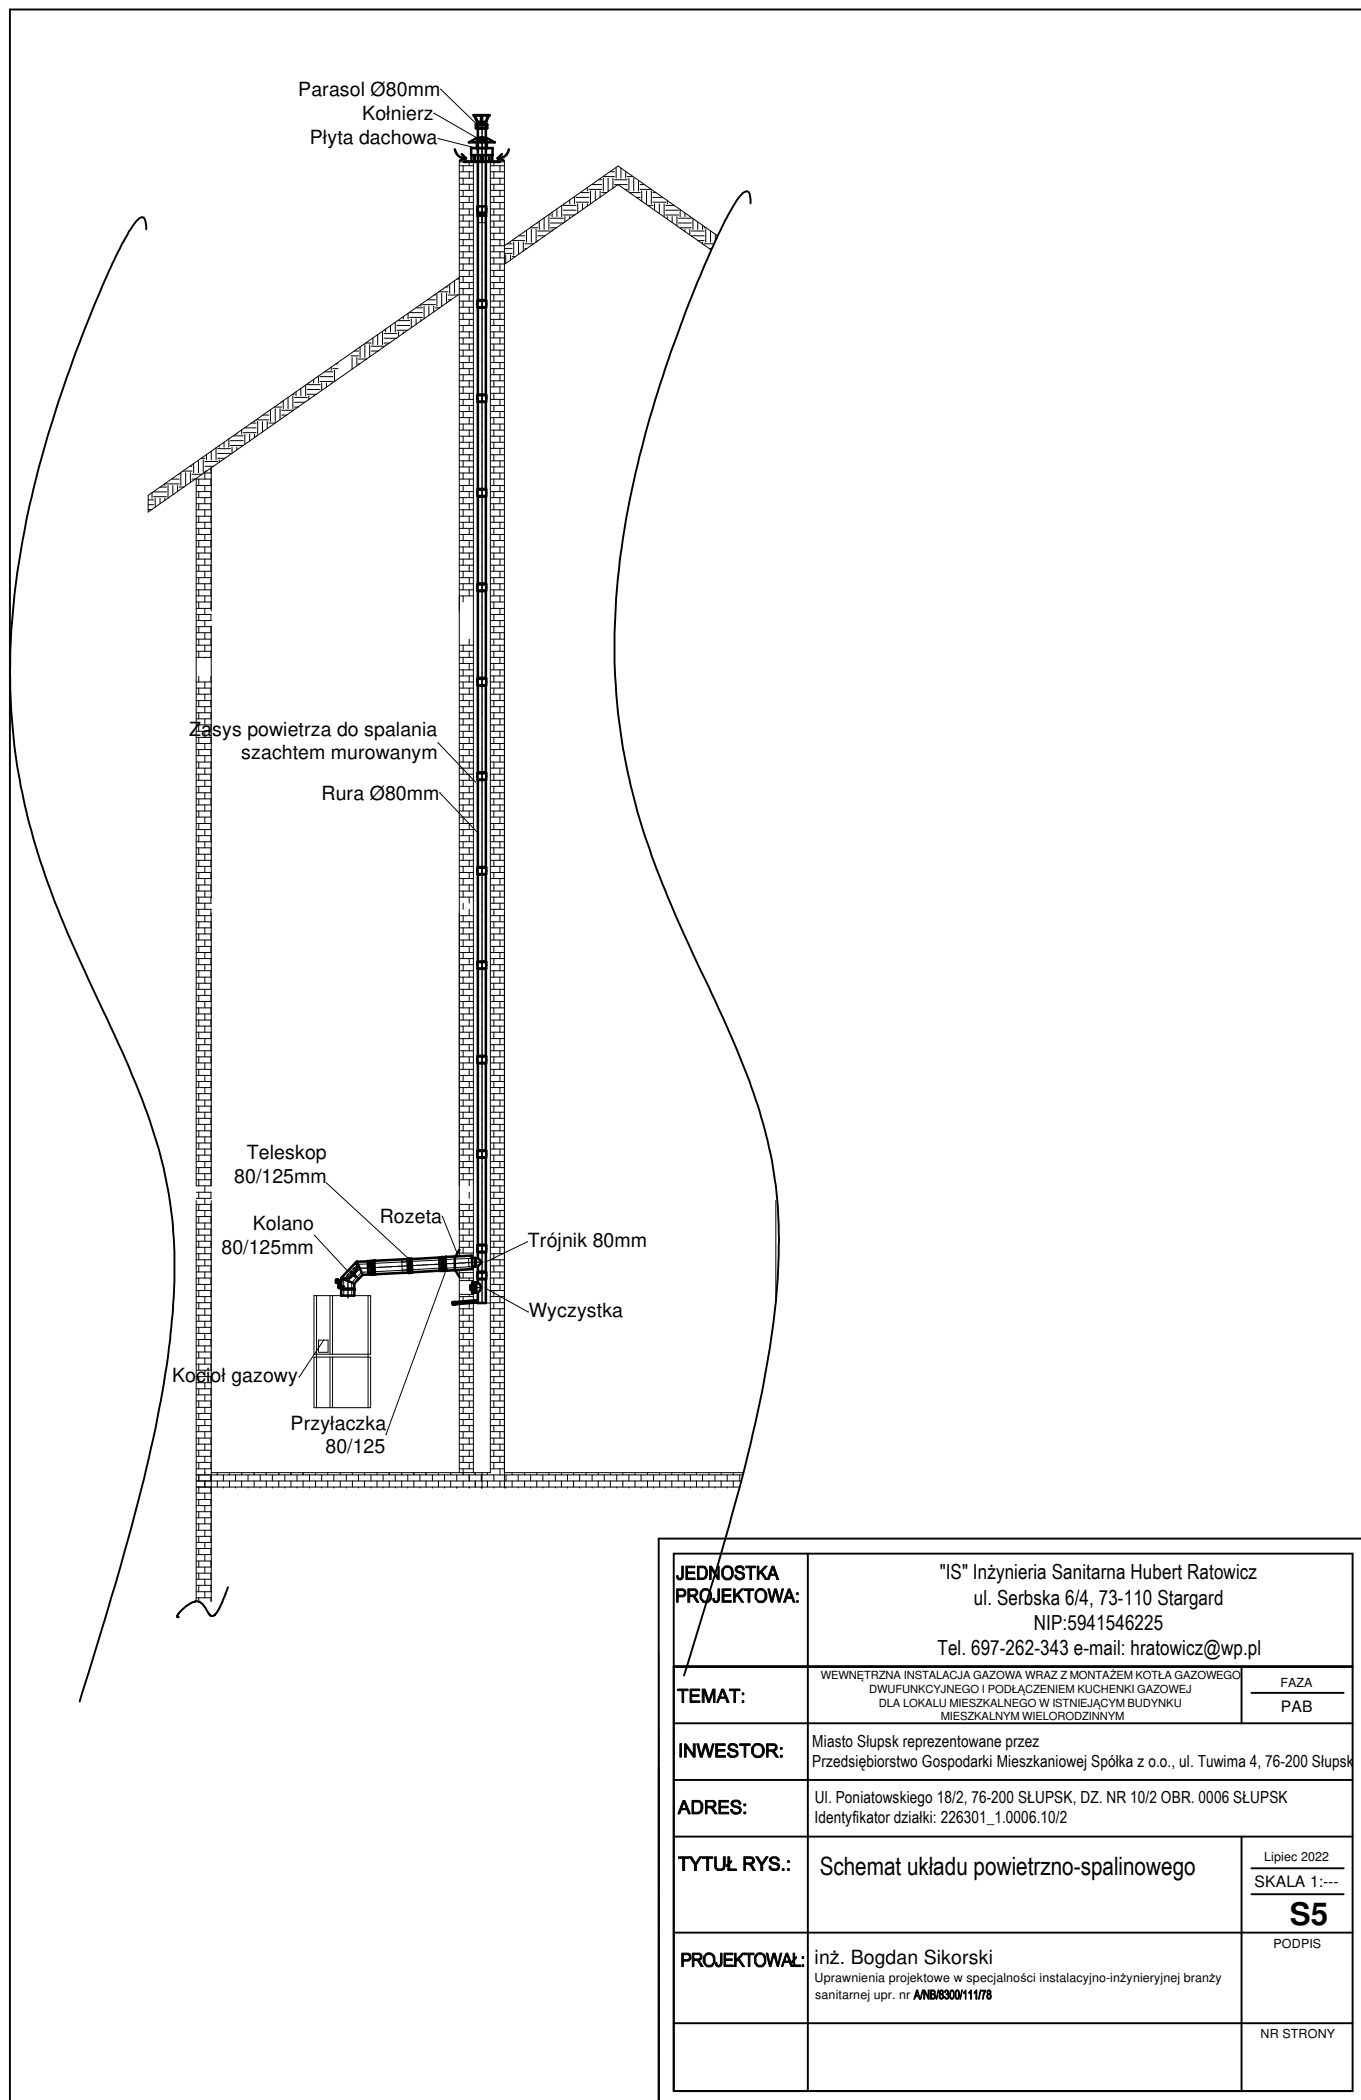 Parasol Ø80mm
Kołnierz
Płyta dachowa
Zasys powietrza do spalania
szachtem murowanym
Rura Ø80mm
Teleskop
80/125mm
Kolano
80/125mm
Rozeta
Trójnik 80mm
Wyczystka
Kocioł gazowy
Przyłaczka
80/125
JEDNOSTKA
PROJEKTOWA:
"IS" Inżynieria Sanitarna Hubert Ratowicz
ul. Serbska 6/4, 73-110 Stargard
NIP:5941546225
Tel. 697-262-343 e-mail: hratowicz@wp.pl
TEMAT:
WEWNĘTRZNA INSTALACJA GAZOWA WRAZ Z MONTAŻEM KOTŁA GAZOWEGO
DWUFUNKCYJNEGO I PODŁĄCZENIEM KUCHENKI GAZOWEJ
DLA LOKALU MIESZKALNEGO W ISTNIEJĄCYM BUDYNKU
MIESZKALNYM WIELORODZINNYM
FAZA
PAB
INWESTOR:
Miasto Słupsk reprezentowane przez
Przedsiębiorstwo Gospodarki Mieszkaniowej Spółka z o.o., ul. Tuwima 4, 76-200 Słupsk
ADRES:
Ul. Poniatowskiego 18/2, 76-200 SŁUPSK, DZ. NR 10/2 OBR. 0006 SŁUPSK
Identyfikator działki: 226301_1.0006.10/2
TYTUŁ RYS.:
Schemat układu powietrzno-spalinowego
Lipiec 2022
SKALA 1:---
S5
PROJEKTOWAŁ:
inż. Bogdan Sikorski
Uprawnienia projektowe w specjalności instalacyjno-inżynieryjnej branży
sanitarnej upr. nr A/NB/8300/111/78
PODPIS
NR STRONY